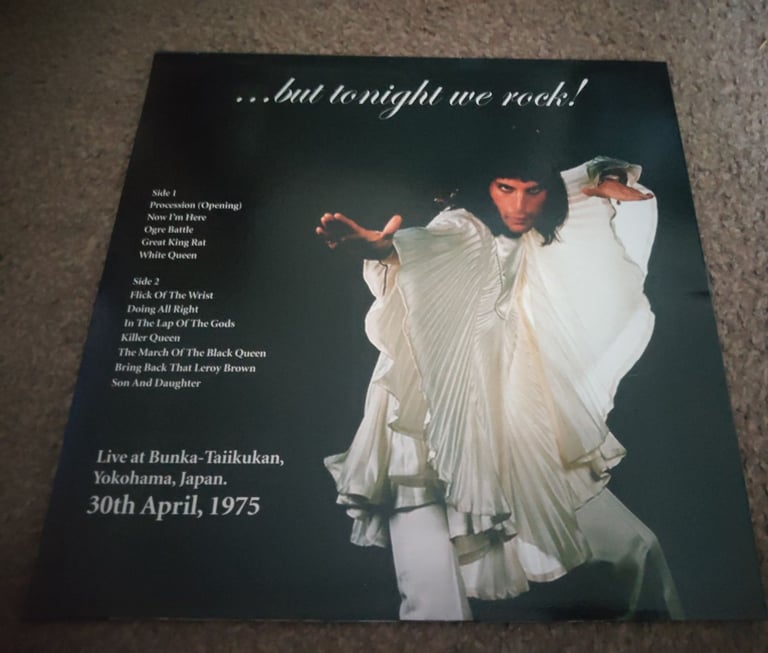 ...but tonight we rock!
Side 1
Procession (Opening)
Now I'm Here
Ogre Battle
Great King Rat
White Queen
Side 2
Flick Of The Wrist
Doing All Right
In The Lap Of The Gods
Killer Queen
The March Of The Black Queen
Bring Back That Leroy Brown
Son And Daughter
Live at Bunka-Taiikukan,
Yokohama, Japan.
30th April, 1975